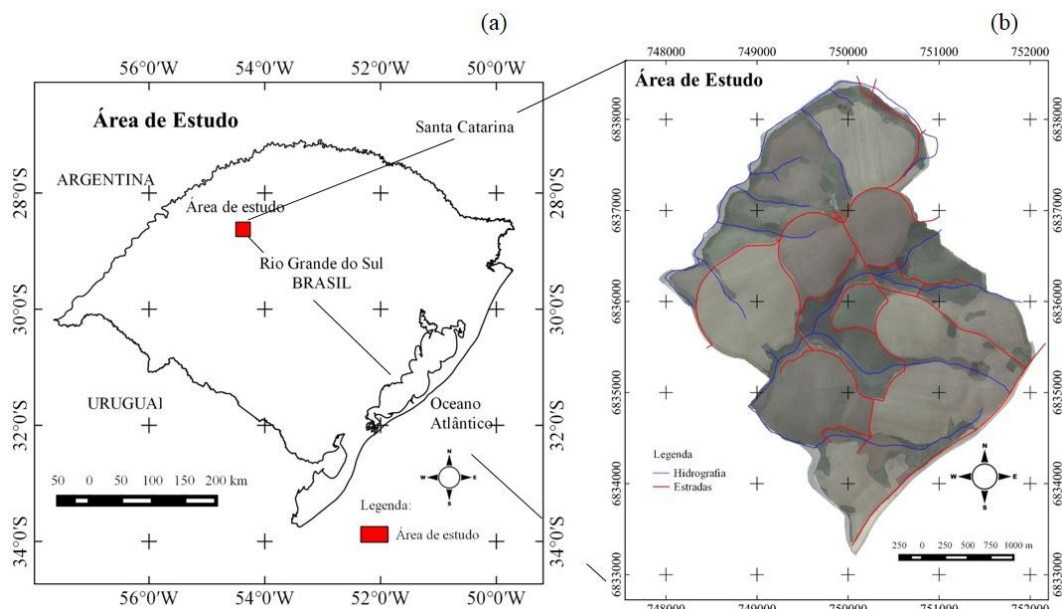 (a)
56°0'W 54°0'W 52°0'W 50°0'W
Área de Estudo
Santa Catarina
28°0'S
28°0'S
ARGENTINA
Área de estudo
Rio Grande do Sul
BRASIL
30°0'S
30°0'S
URUGUAI
Oceano
Atlântico
32°0'S
32°0'S
N
W E
S
50 0 50 100 150 200 km
Legenda:
Área de estudo
34°0'S
34°0'S
56°0'W 54°0'W 52°0'W 50°0'W
(b)
748000 749000 750000 751000 752000
Área de Estudo
6838000
6838000
6837000
6837000
6836000
6836000
6835000
6835000
Legenda
Hidrografia
Estradas
N
W E
S
6834000
6834000
250 0 250 500 750 1000 m
6833000
6833000
748000 749000 750000 751000 752000